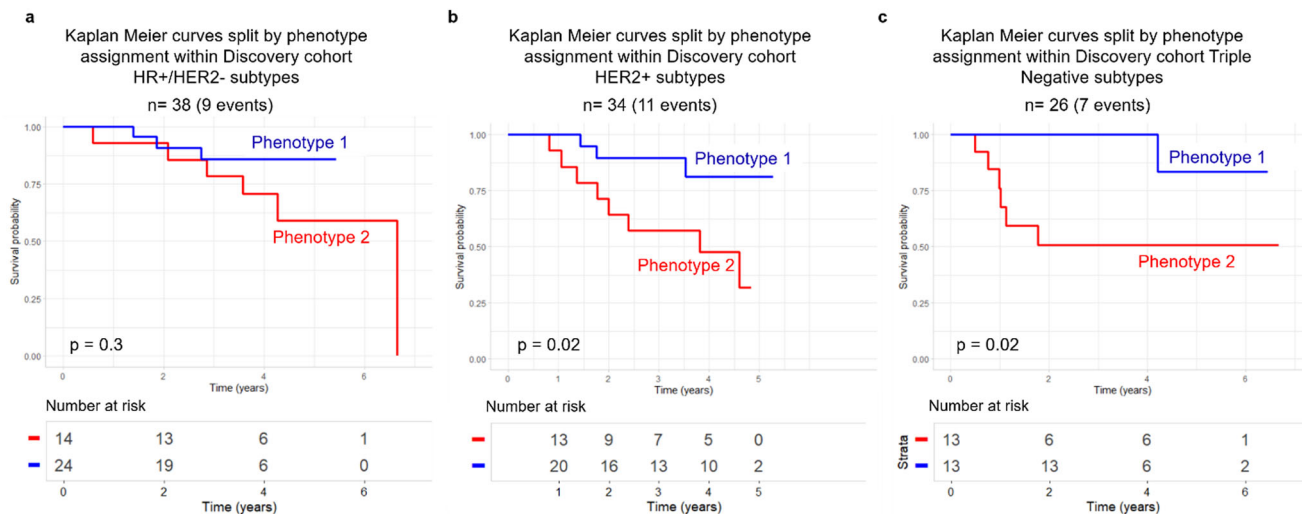 a
Kaplan Meier curves split by phenotype
assignment within Discovery cohort
HR+/HER2- subtypes
n= 38 (9 events)
1.00
0.75
0.50
0.25
0.00
Survival probability
Phenotype 1
Phenotype 2
p = 0.3
0 2 4 6
Time (years)
Number at risk
14 13 6 1
24 19 6 0
0 2 4 6
Time (years)
b
Kaplan Meier curves split by phenotype
assignment within Discovery cohort
HER2+ subtypes
n= 34 (11 events)
1.00
0.75
0.50
0.25
0.00
Survival probability
Phenotype 1
Phenotype 2
p = 0.02
0 1 2 3 4 5
Time (years)
Number at risk
13 9 7 5 0
20 16 13 10 2
1 2 3 4 5
Time (years)
c
Kaplan Meier curves split by phenotype
assignment within Discovery cohort Triple
Negative subtypes
n= 26 (7 events)
1.00
0.75
0.50
0.25
0.00
Survival probability
Phenotype 1
Phenotype 2
p = 0.02
0 2 4 6
Time (years)
Number at risk
Strata
13 6 6 1
13 13 6 2
0 2 4 6
Time (years)